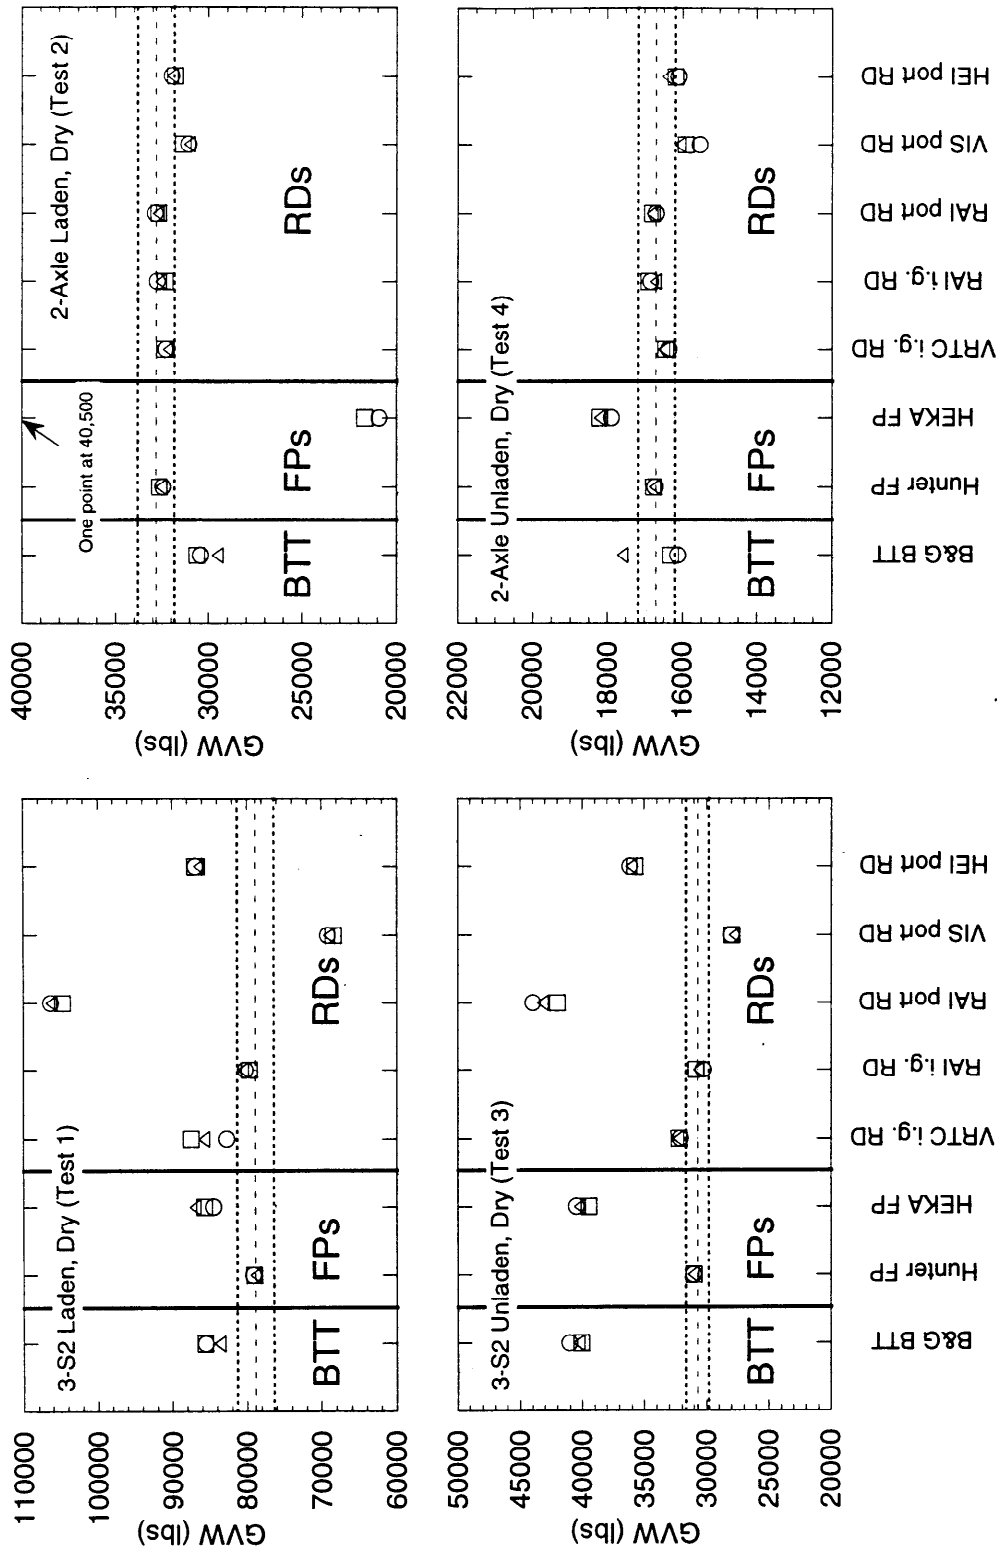 3-S2 Laden, Dry (Test 1)
GVW (lbs)
110000
100000
90000
80000
70000
60000
BTT
FPs
RDs
2-Axle Laden, Dry (Test 2)
One point at 40,500
GVW (lbs)
40000
35000
30000
25000
20000
BTT
FPs
RDs
3-S2 Unladen, Dry (Test 3)
GVW (lbs)
50000
45000
40000
35000
30000
25000
20000
BTT
FPs
RDs
B&G BTT
Hunter FP
HEKA FP
VRTC i.g. RD
RAI i.g. RD
RAI port RD
VIS port RD
HEI port RD
2-Axle Unladen, Dry (Test 4)
GVW (lbs)
22000
20000
18000
16000
14000
12000
BTT
FPs
RDs
B&G BTT
Hunter FP
HEKA FP
VRTC i.g. RD
RAI i.g. RD
RAI port RD
VIS port RD
HEI port RD